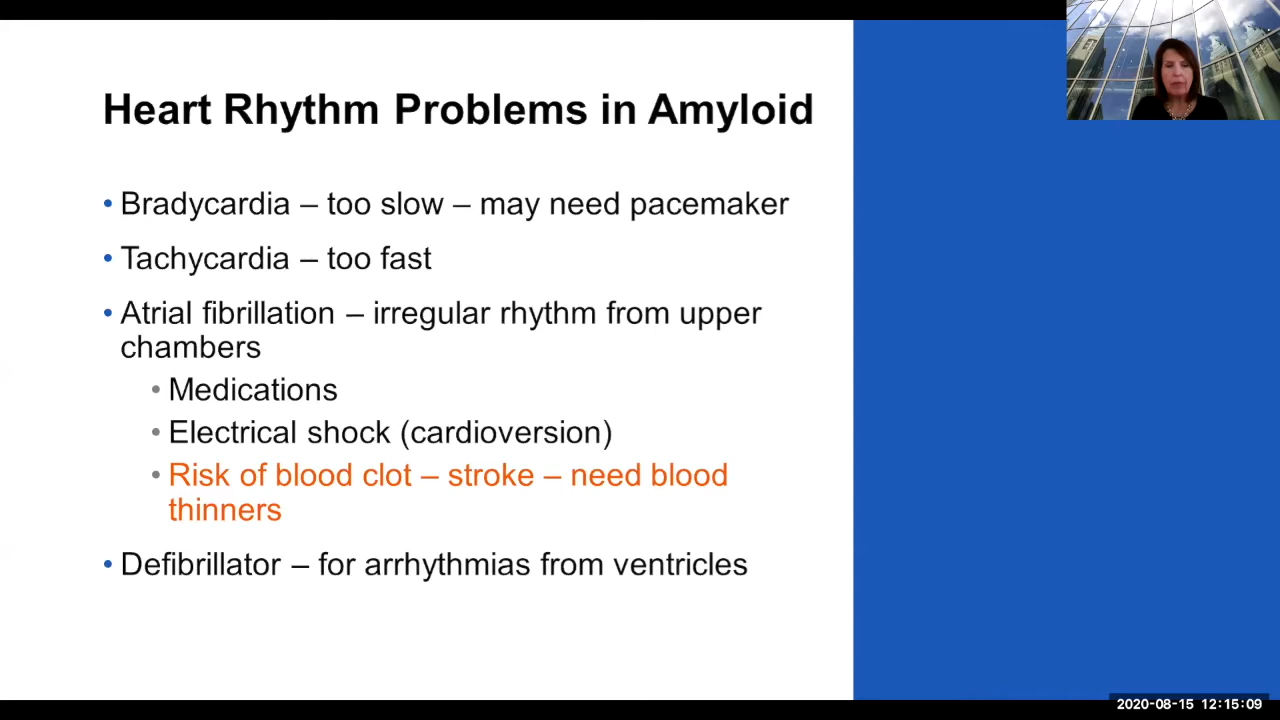 Heart Rhythm Problems in Amyloid
• Bradycardia – too slow – may need pacemaker
• Tachycardia – too fast
• Atrial fibrillation – irregular rhythm from upper
chambers
• Medications
• Electrical shock (cardioversion)
• Risk of blood clot – stroke – need blood
thinners
• Defibrillator – for arrhythmias from ventricles
2020-08-15 12:15:09